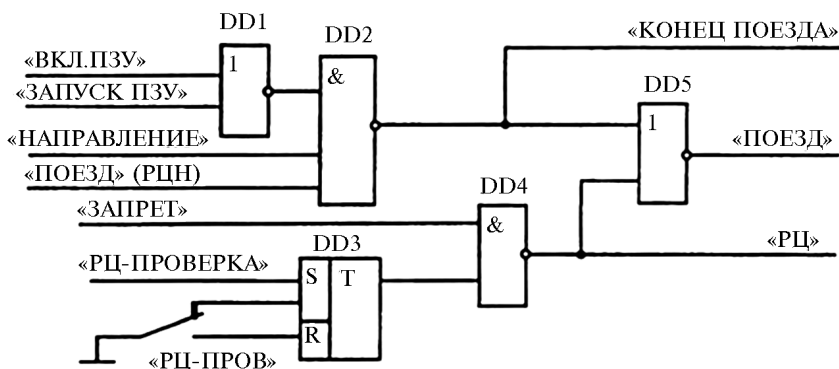 DD1
DD2
«КОНЕЦ ПОЕЗДА»
«ВКЛ.ПЗУ»
1
&
DD5
«ЗАПУСК ПЗУ»
1
«НАПРАВЛЕНИЕ»
«ПОЕЗД»
«ПОЕЗД» (РЦН)
DD4
«ЗАПРЕТ»
&
DD3
«РЦ»
«РЦ-ПРОВЕРКА»
S T
R
«РЦ-ПРОВ»